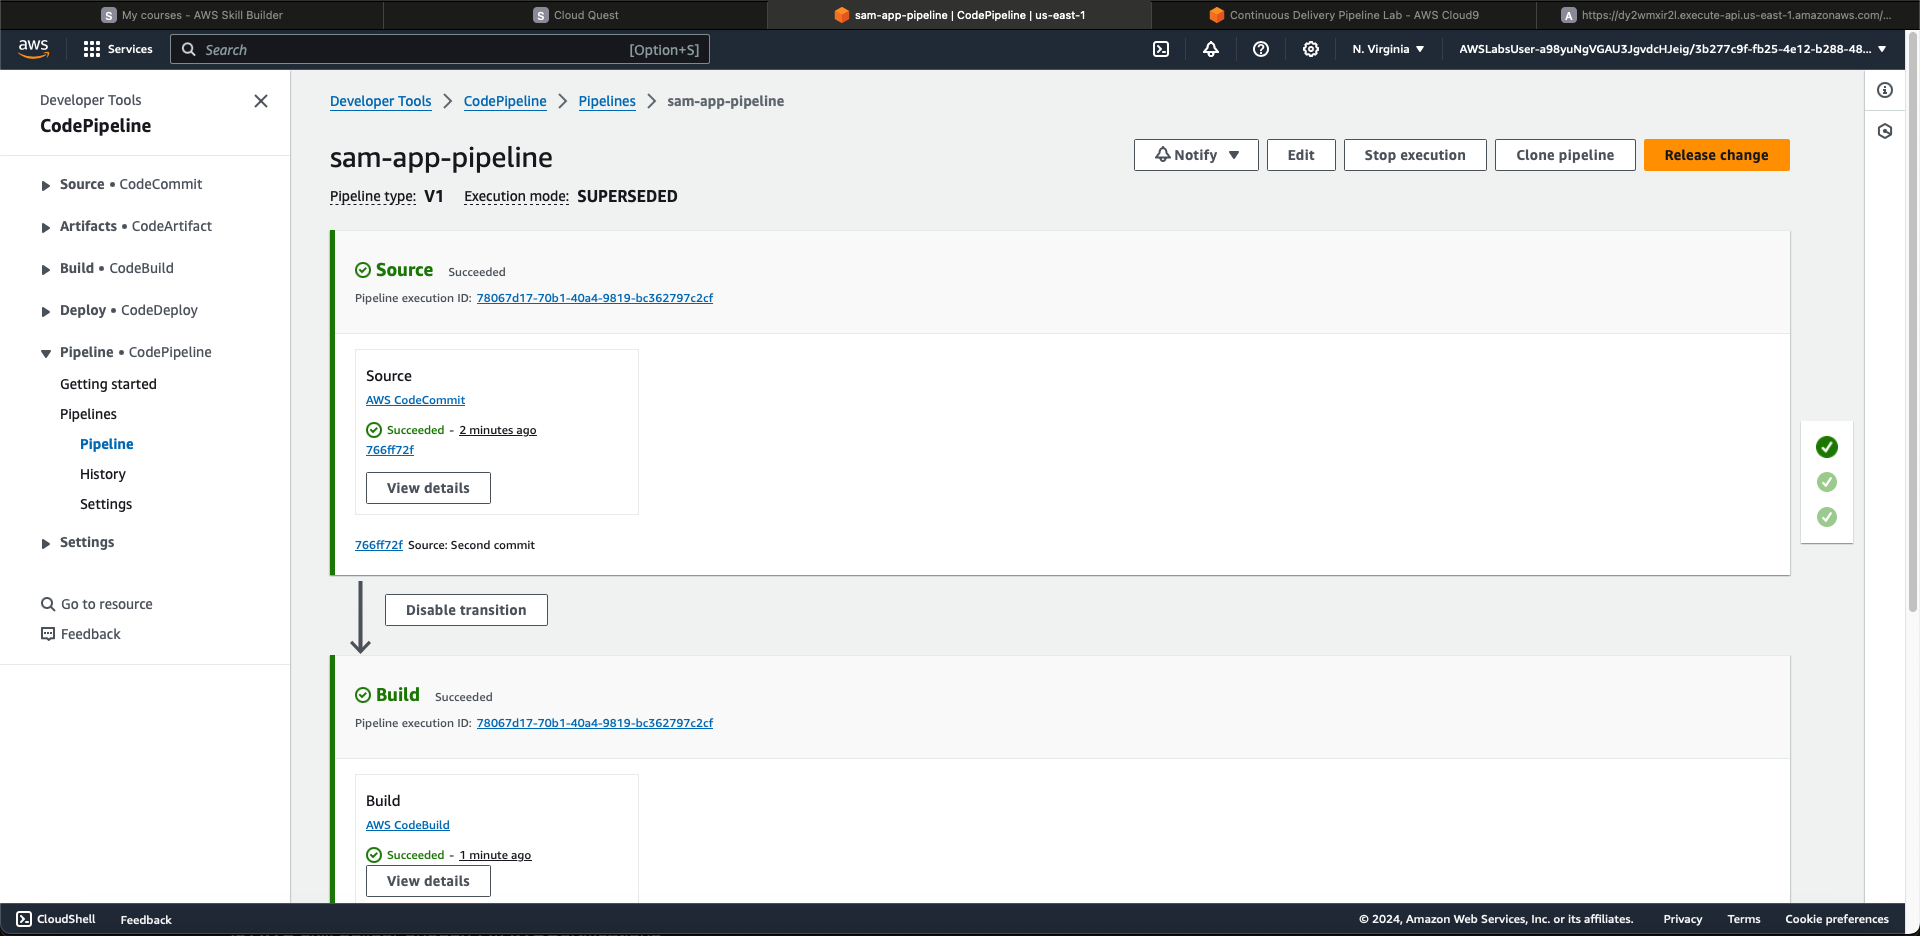 My courses - AWS Skill Builder
Cloud Quest
sam-app-pipeline | CodePipeline | us-east-1
Continuous Delivery Pipeline Lab - AWS Cloud9
https://dy2wmxir2l.execute-api.us-east-1.amazonaws.com/...
aws
Services
Search
[Option+S]
N. Virginia
AWSLabsUser-a98yuNgVGAU3JgvdcHJeig/3b277c9f-fb25-4e12-b288-48...
Developer Tools
CodePipeline
Source • CodeCommit
Artifacts • CodeArtifact
Build • CodeBuild
Deploy • CodeDeploy
Pipeline • CodePipeline
Getting started
Pipelines
Pipeline
History
Settings
Settings
Go to resource
Feedback
Developer Tools > CodePipeline > Pipelines > sam-app-pipeline
sam-app-pipeline
Notify
Edit
Stop execution
Clone pipeline
Release change
Pipeline type: V1 Execution mode: SUPERSEDED
Source Succeeded
Pipeline execution ID: 78067d17-70b1-40a4-9819-bc362797c2cf
Source
AWS CodeCommit
Succeeded - 2 minutes ago
766ff72f
View details
766ff72f Source: Second commit
Disable transition
Build Succeeded
Pipeline execution ID: 78067d17-70b1-40a4-9819-bc362797c2cf
Build
AWS CodeBuild
Succeeded - 1 minute ago
View details
CloudShell
Feedback
© 2024, Amazon Web Services, Inc. or its affiliates.
Privacy
Terms
Cookie preferences